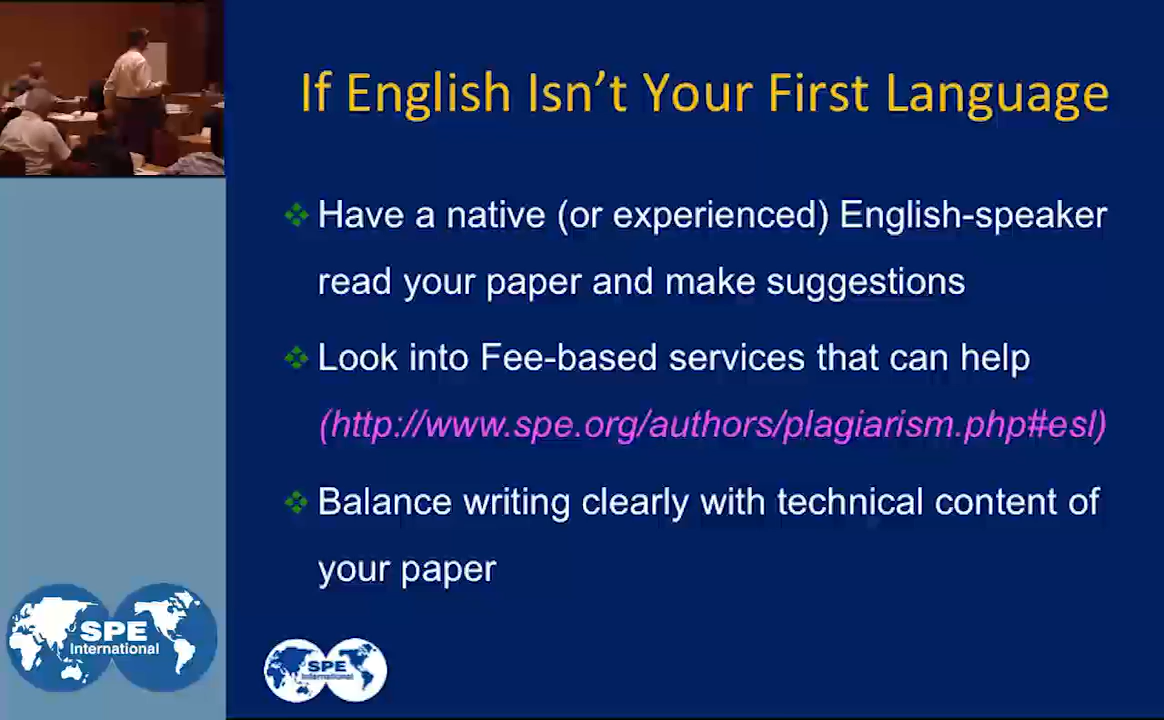 If English Isn't Your First Language
Have a native (or experienced) English-speaker
read your paper and make suggestions
Look into Fee-based services that can help
(http://www.spe.org/authors/plagiarism.php#esl)
Balance writing clearly with technical content of
your paper
SPE
International
SPE
International